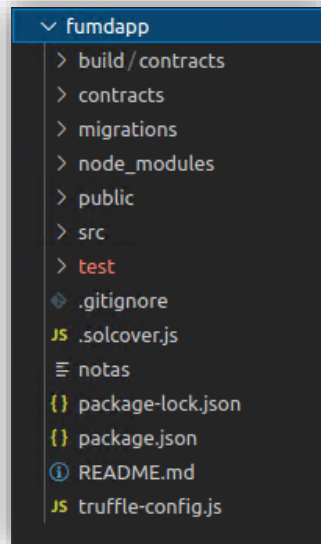 fumdapp
build/contracts
contracts
migrations
node_modules
public
src
test
.gitignore
JS .solcover.js
notas
{} package-lock.json
{} package.json
README.md
JS truffle-config.js